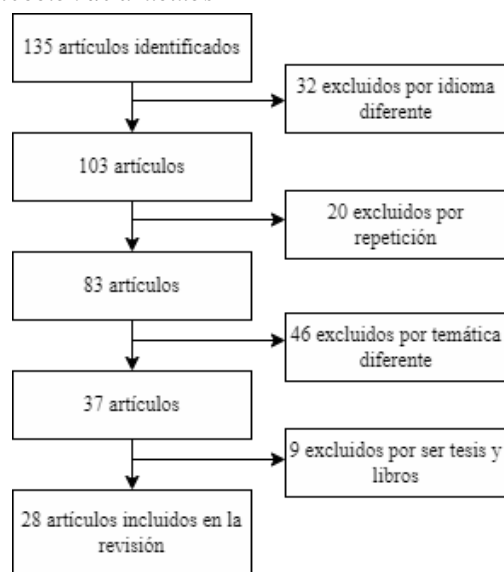 135 artículos identificados
32 excluidos por idioma
diferente
103 artículos
20 excluidos por
repetición
83 artículos
46 excluidos por temática
diferente
37 artículos
9 excluidos por ser tesis y
libros
28 artículos incluidos en la
revisión